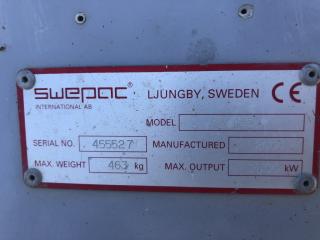 swepac® LJUNGBY, SWEDEN CE
INTERNATIONAL AB
MODEL
SERIAL NO. 455527 MANUFACTURED
MAX. WEIGHT 463 kg MAX. OUTPUT kW